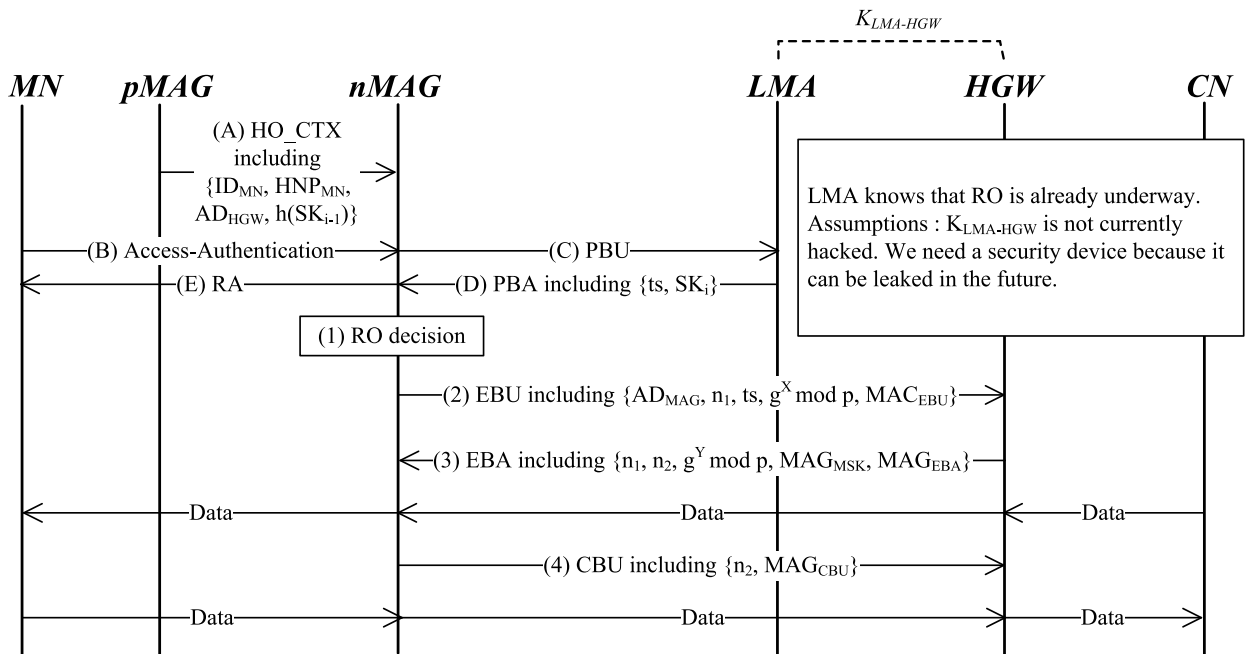 K_LMA-HGW
MN pMAG nMAG LMA HGW CN
(A) HO_CTX
including
{ID_MN, HNP_MN,
AD_HGW, h(SK_i-1)}
LMA knows that RO is already underway.
Assumptions : K_LMA-HGW is not currently
hacked. We need a security device because it
can be leaked in the future.
(B) Access-Authentication (C) PBU
(E) RA (D) PBA including {ts, SK_i}
(1) RO decision
(2) EBU including {AD_MAG, n_1, ts, g^X mod p, MAC_EBU}
(3) EBA including {n_1, n_2, g^Y mod p, MAG_MSK, MAG_EBA}
Data Data Data
(4) CBU including {n_2, MAG_CBU}
Data Data Data